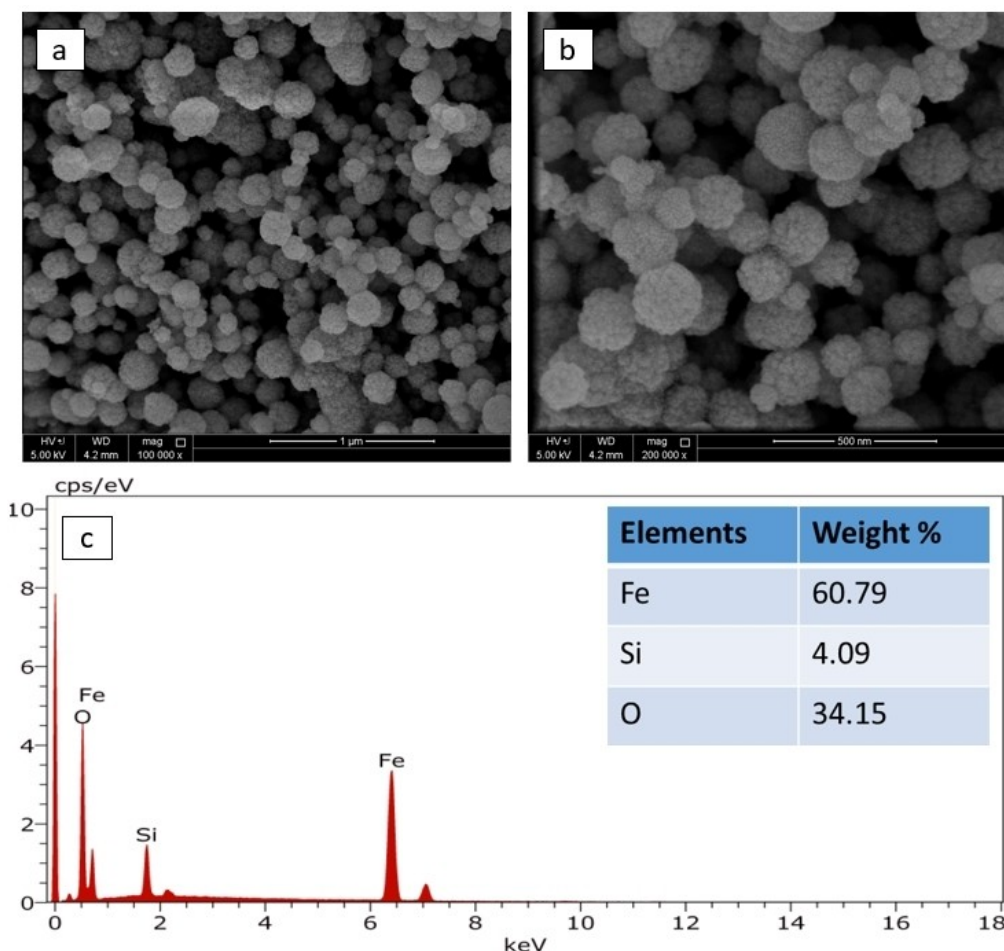 a
b
HV WD mag 1 µm
5.00 kV 4.2 mm 100 000 x
HV WD mag 500 nm
5.00 kV 4.2 mm 200 000 x
cps/eV
c
10
8
6
4
2
0
Fe
O
Si
Fe
0 2 4 6 8 10 12 14 16 18
keV
Elements Weight %
Fe 60.79
Si 4.09
O 34.15